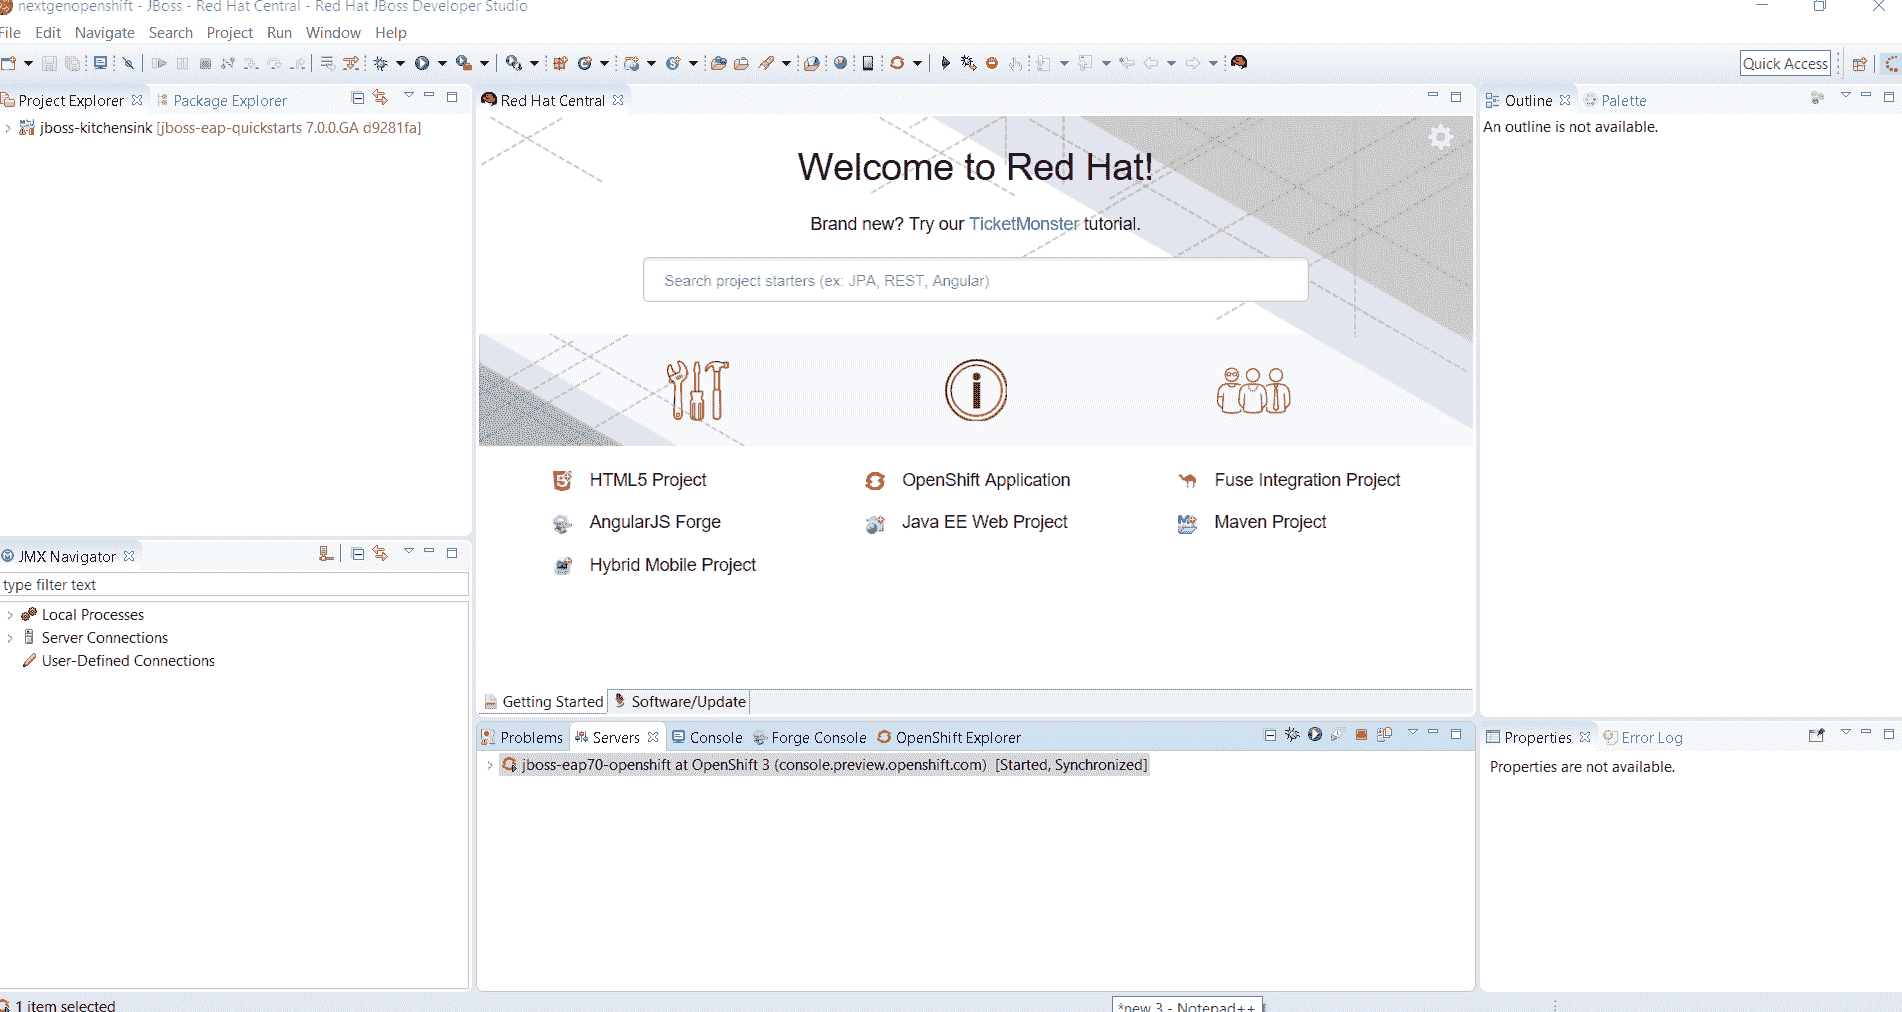 nextgenopenshift - JBoss - Red Hat Central - Red Hat JBoss Developer Studio
File Edit Navigate Search Project Run Window Help
Quick Access
Project Explorer
Package Explorer
jboss-kitchensink [jboss-eap-quickstarts 7.0.0.GA d9281fa]
Red Hat Central
Welcome to Red Hat!
Brand new? Try our TicketMonster tutorial.
Search project starters (ex: JPA, REST, Angular)
HTML5 Project
OpenShift Application
Fuse Integration Project
AngularJS Forge
Java EE Web Project
Maven Project
Hybrid Mobile Project
Getting Started
Software/Update
Outline
Palette
An outline is not available.
JMX Navigator
type filter text
Local Processes
Server Connections
User-Defined Connections
Problems
Servers
Console
Forge Console
OpenShift Explorer
jboss-eap70-openshift at OpenShift 3 (console.preview.openshift.com) [Started, Synchronized]
Properties
Error Log
Properties are not available.
1 item selected
*new 3 - Notepad++